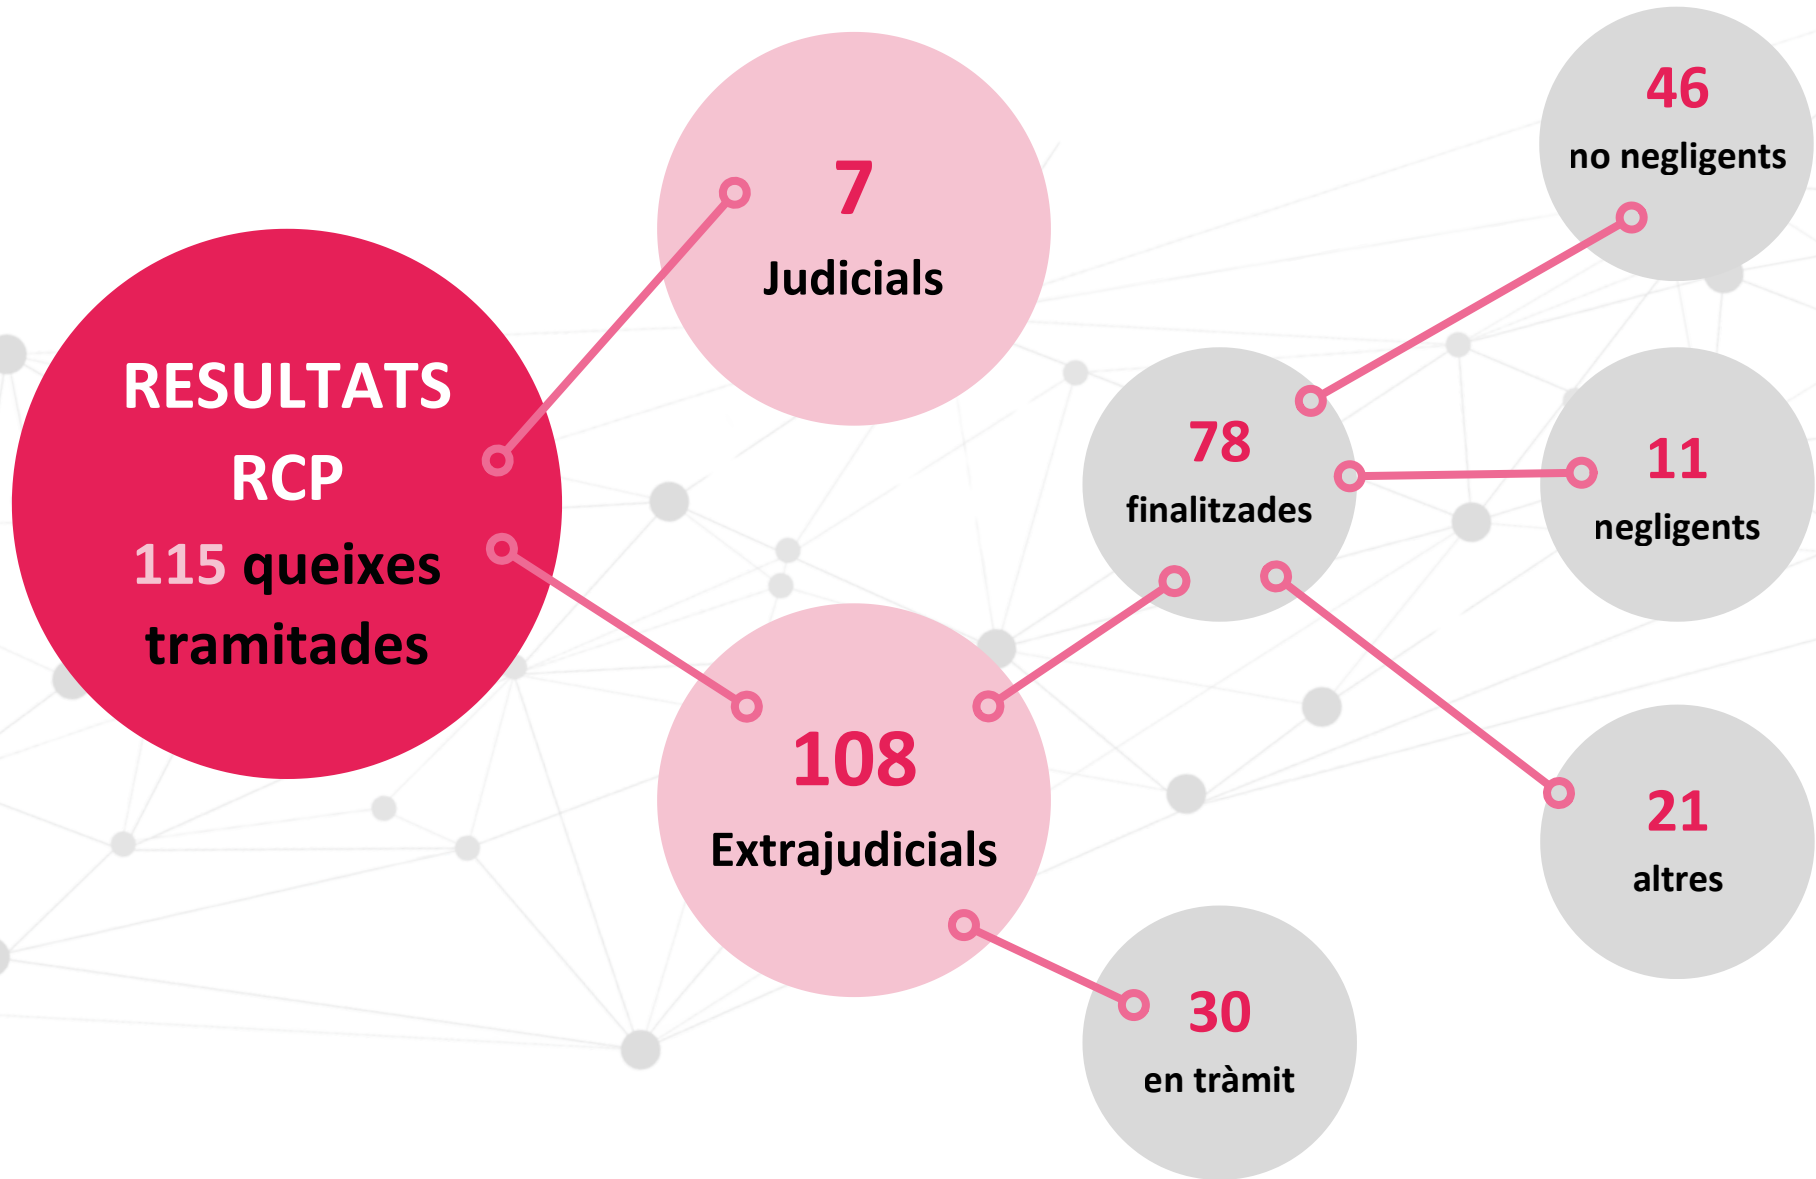 RESULTATS
RCP
115 queixes
tramitades
7
Judicials
108
Extrajudicials
78
finalitzades
30
en tràmit
46
no negligents
11
negligents
21
altres